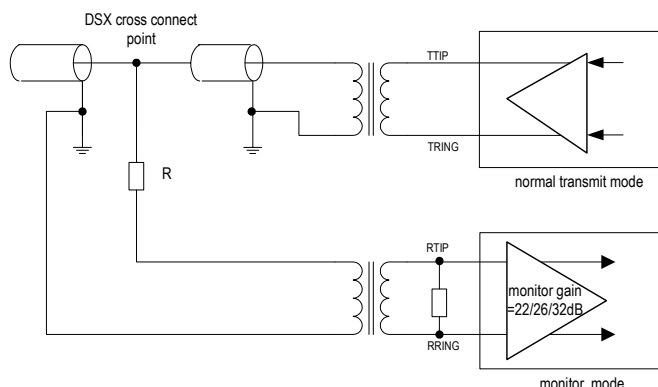 DSX cross connect
point
TTIP
TRING
normal transmit mode
R
RTIP
monitor gain
=22/26/32dB
RRING
monitor mode